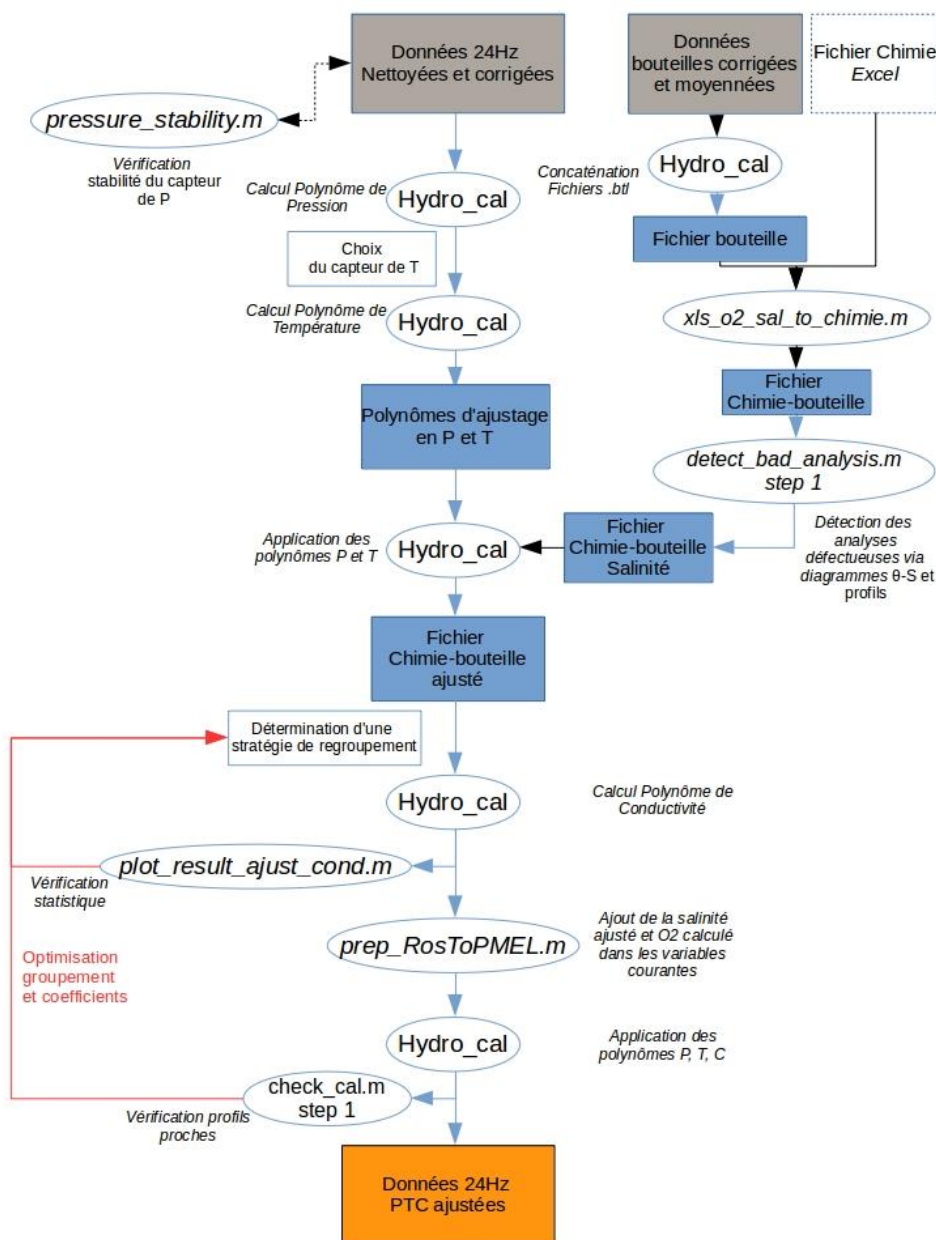 Données 24Hz
Nettoyées et corrigées
Données
bouteilles corrigées
et moyennées
Fichier Chimie
Excel
pressure_stability.m
Vérification
stabilité du capteur
de P
Calcul Polynôme de
Pression
Hydro_cal
Concaténation
Fichiers .btl
Hydro_cal
Fichier bouteille
Choix
du capteur de T
Calcul Polynôme de
Température
Hydro_cal
xls_o2_sal_to_chimie.m
Fichier
Chimie-bouteille
Polynômes d'ajustage
en P et T
detect_bad_analysis.m
step 1
Application des
polynômes P et T
Hydro_cal
Fichier
Chimie-bouteille
Salinité
Détection des
analyses
défectueuses via
diagrammes θ-S et
profils
Fichier
Chimie-bouteille
ajusté
Détermination d'une
stratégie de regroupement
Hydro_cal
Calcul Polynôme de
Conductivité
plot_result_ajust_cond.m
Vérification
statistique
prep_RosToPMEL.m
Ajout de la salinité
ajusté et O2 calculé
dans les variables
courantes
Optimisation
groupement
et coefficients
Hydro_cal
Application des
polynômes P, T, C
check_cal.m
step 1
Vérification profils
proches
Données 24Hz
PTC ajustées